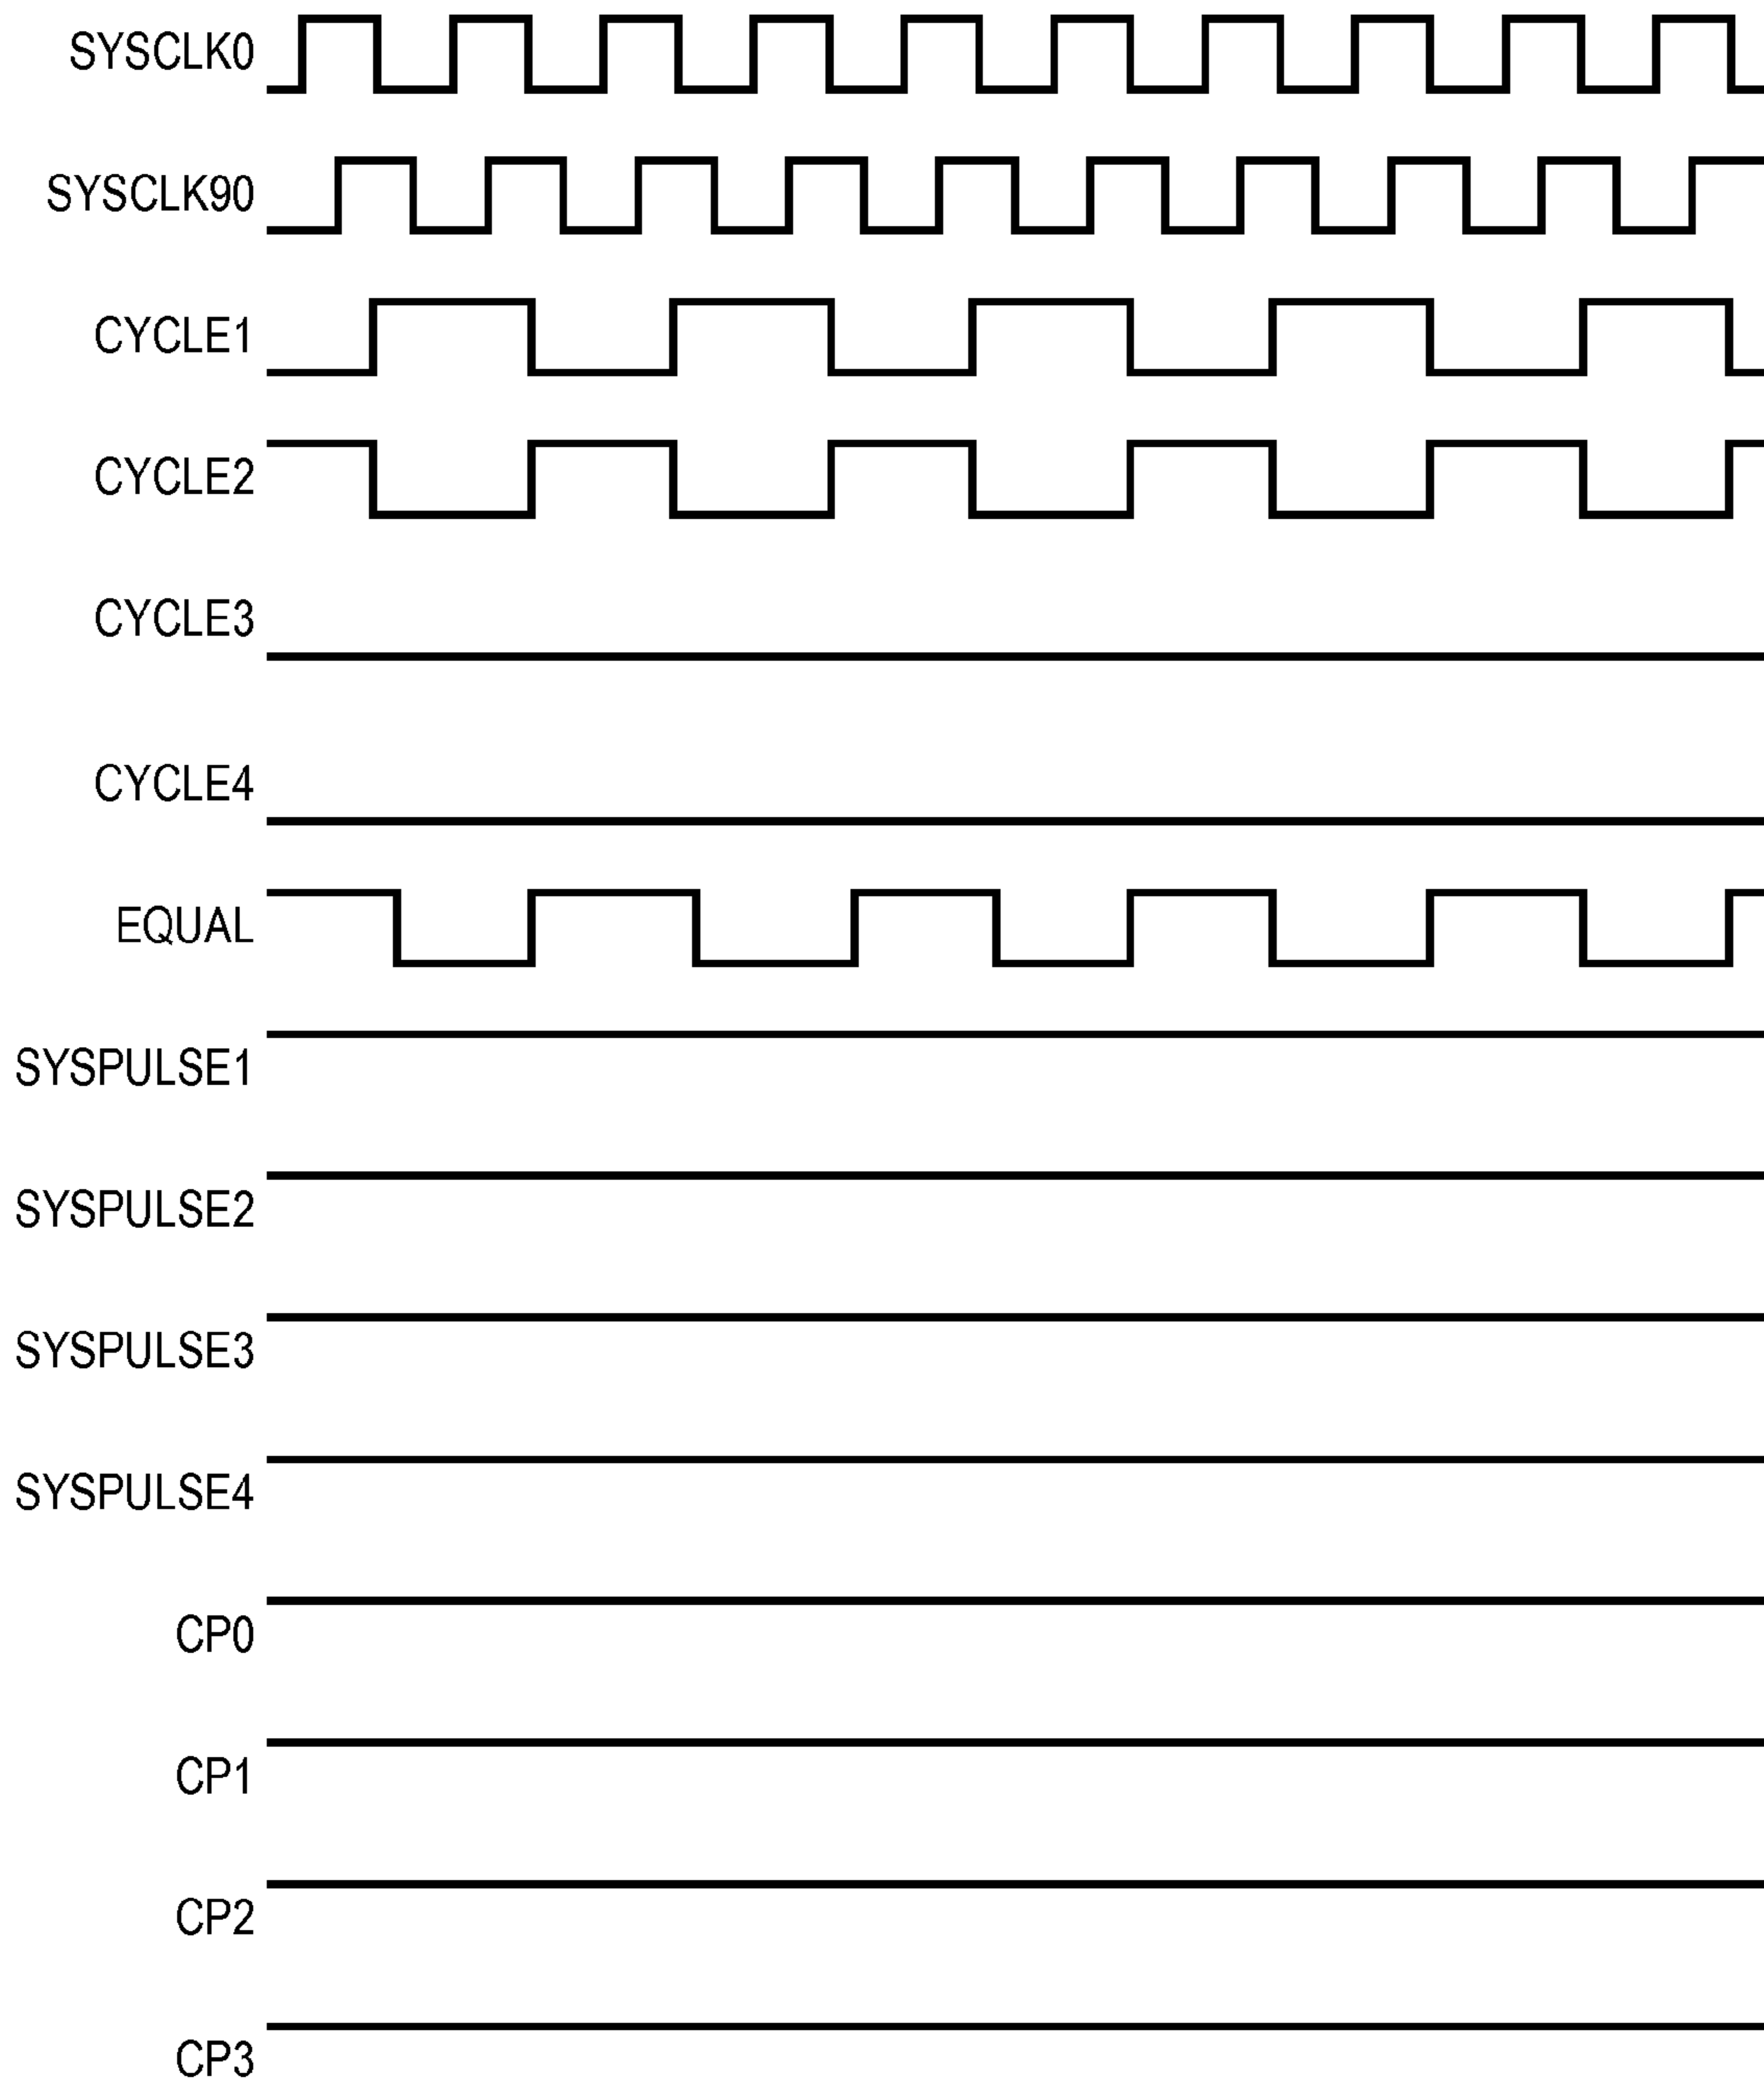 SYSCLK0
SYSCLK90
CYCLE1
CYCLE2
CYCLE3
CYCLE4
EQUAL
SYSPULSE1
SYSPULSE2
SYSPULSE3
SYSPULSE4
CP0
CP1
CP2
CP3